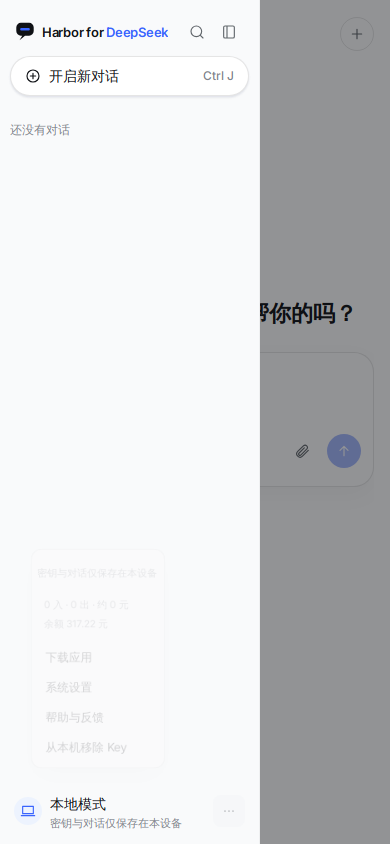 Harbor for DeepSeek
开启新对话 Ctrl J
还没有对话
帮你的吗？
密钥与对话仅保存在本设备
0 入 · 0 出 · 约 0 元
余额 317.22 元
下载应用
系统设置
帮助与反馈
从本机移除 Key
本地模式
密钥与对话仅保存在本设备